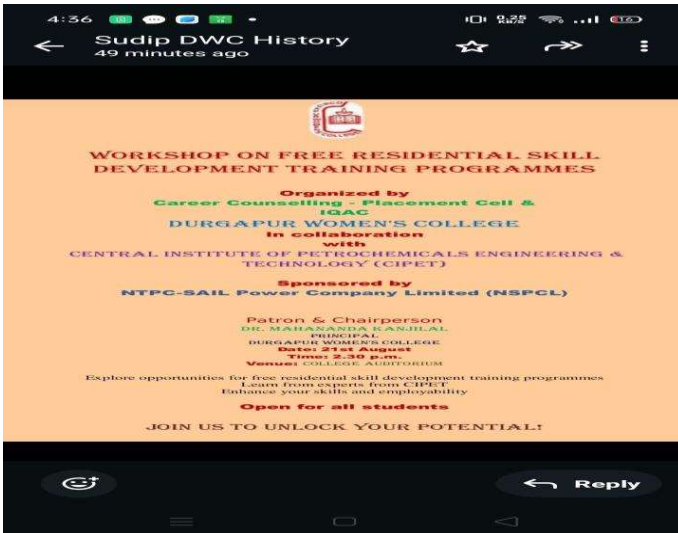 4:36
0.25
KB/S
16
Sudip DWC History
49 minutes ago
WORKSHOP ON FREE RESIDENTIAL SKILL
DEVELOPMENT TRAINING PROGRAMMES
Organized by
Career Counselling - Placement Cell &
IQAC
DURGAPUR WOMEN'S COLLEGE
In collaboration
with
CENTRAL INSTITUTE OF PETROCHEMICALS ENGINEERING &
TECHNOLOGY (CIPET)
Sponsored by
NTPC-SAIL Power Company Limited (NSPCL)
Patron & Chairperson
DR. MAHANANDA KANJILAL
PRINCIPAL
DURGAPUR WOMEN'S COLLEGE
Date: 21st August
Time: 2.30 p.m.
Venue: COLLEGE AUDITORIUM
Explore opportunities for free residential skill development training programmes
Learn from experts from CIPET
Enhance your skills and employability
Open for all students
JOIN US TO UNLOCK YOUR POTENTIAL!
Reply